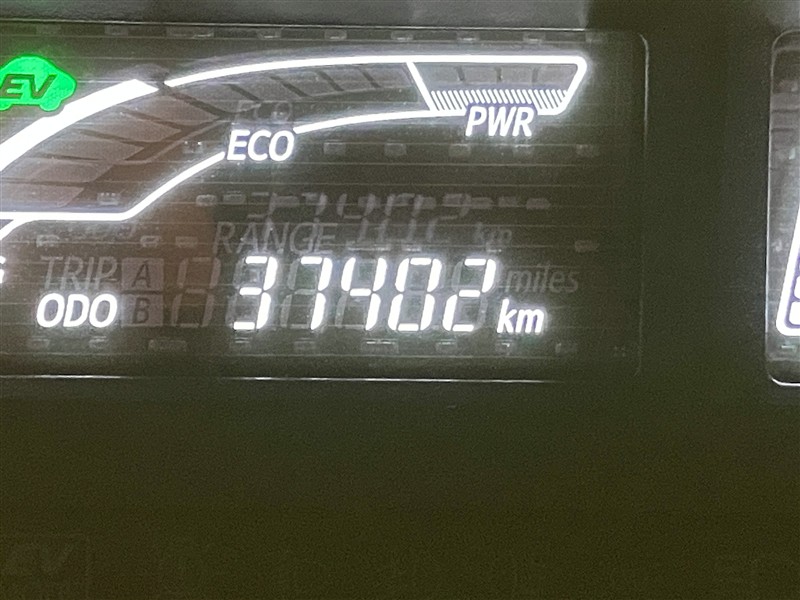 EV
PWR
ECO
RANGE
TRIP A miles
ODO B 37402 km